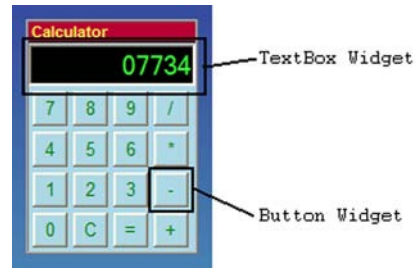 Calculator
07734
TextBox Widget
7 8 9 /
4 5 6 *
1 2 3 -
Button Widget
0 C = +